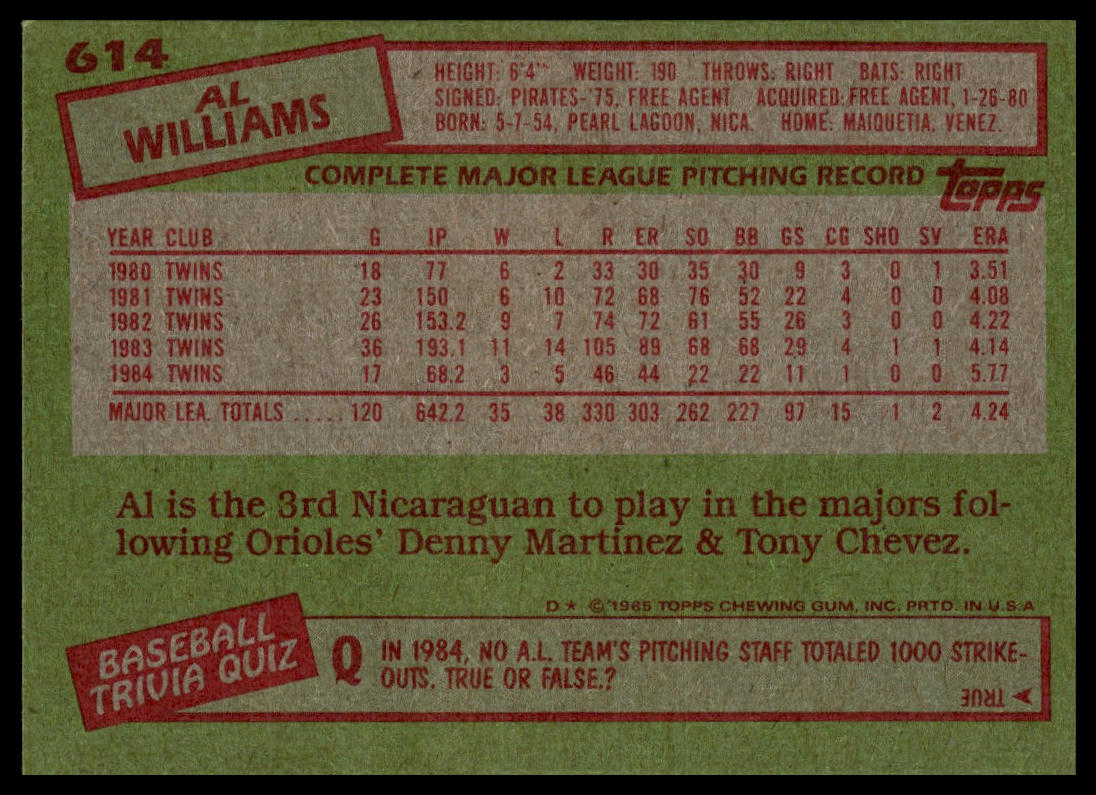 614
AL
WILLIAMS
HEIGHT: 6'4" WEIGHT: 190 THROWS: RIGHT BATS: RIGHT
SIGNED: PIRATES-'75, FREE AGENT ACQUIRED: FREE AGENT, 1-26-80
BORN: 5-7-54, PEARL LAGOON, NICA. HOME: MAIQUETIA, VENEZ.
COMPLETE MAJOR LEAGUE PITCHING RECORD topps
YEAR CLUB G IP W L R ER SO BB GS CG SHO SV ERA
1980 TWINS 18 77 6 2 33 30 35 30 9 3 0 1 3.51
1981 TWINS 23 150 6 10 72 68 76 52 22 4 0 0 4.08
1982 TWINS 26 153.2 9 7 74 72 61 55 26 3 0 0 4.22
1983 TWINS 36 193.1 11 14 105 89 68 68 29 4 1 1 4.14
1984 TWINS 17 68.2 3 5 46 44 22 22 11 1 0 0 5.77
MAJOR LEA. TOTALS ..... 120 642.2 35 38 330 303 262 227 97 15 1 2 4.24
Al is the 3rd Nicaraguan to play in the majors fol-
lowing Orioles' Denny Martinez & Tony Chevez.
D★ © 1985 TOPPS CHEWING GUM, INC. PRTD. IN U.S.A
BASEBALL
TRIVIA QUIZ
Q IN 1984, NO A.L. TEAM'S PITCHING STAFF TOTALED 1000 STRIKE-
OUTS. TRUE OR FALSE.?
TRUE